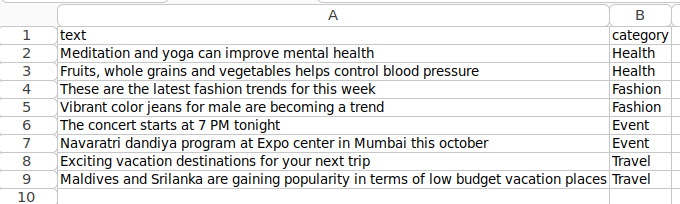 A B
1 text category
2 Meditation and yoga can improve mental health Health
3 Fruits, whole grains and vegetables helps control blood pressure Health
4 These are the latest fashion trends for this week Fashion
5 Vibrant color jeans for male are becoming a trend Fashion
6 The concert starts at 7 PM tonight Event
7 Navaratri dandiya program at Expo center in Mumbai this october Event
8 Exciting vacation destinations for your next trip Travel
9 Maldives and Srilanka are gaining popularity in terms of low budget vacation places Travel
10